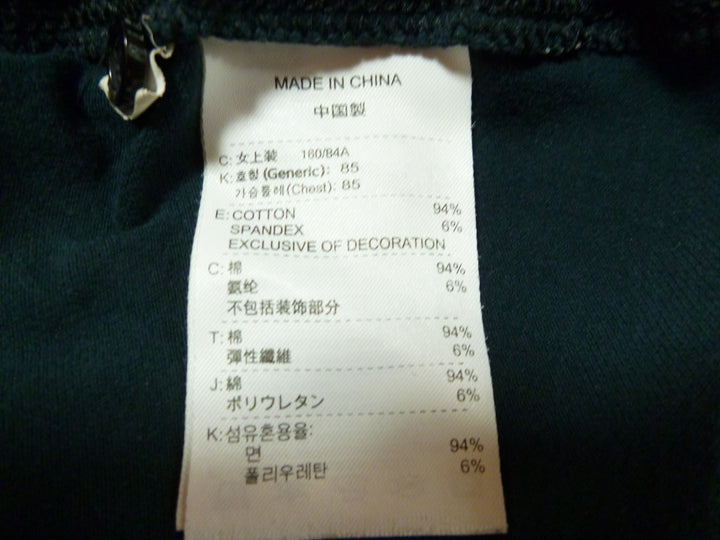 MADE IN CHINA
中国製
C: 女上装 160/84A
K: 호칭 (Generic): 85
가슴둘레(Chest): 85
E: COTTON 94%
SPANDEX 6%
EXCLUSIVE OF DECORATION
C: 棉 94%
氨纶 6%
不包括装饰部分
T: 棉 94%
彈性纖維 6%
J: 綿 94%
ポリウレタン 6%
K: 섬유혼용율:
면 94%
폴리우레탄 6%